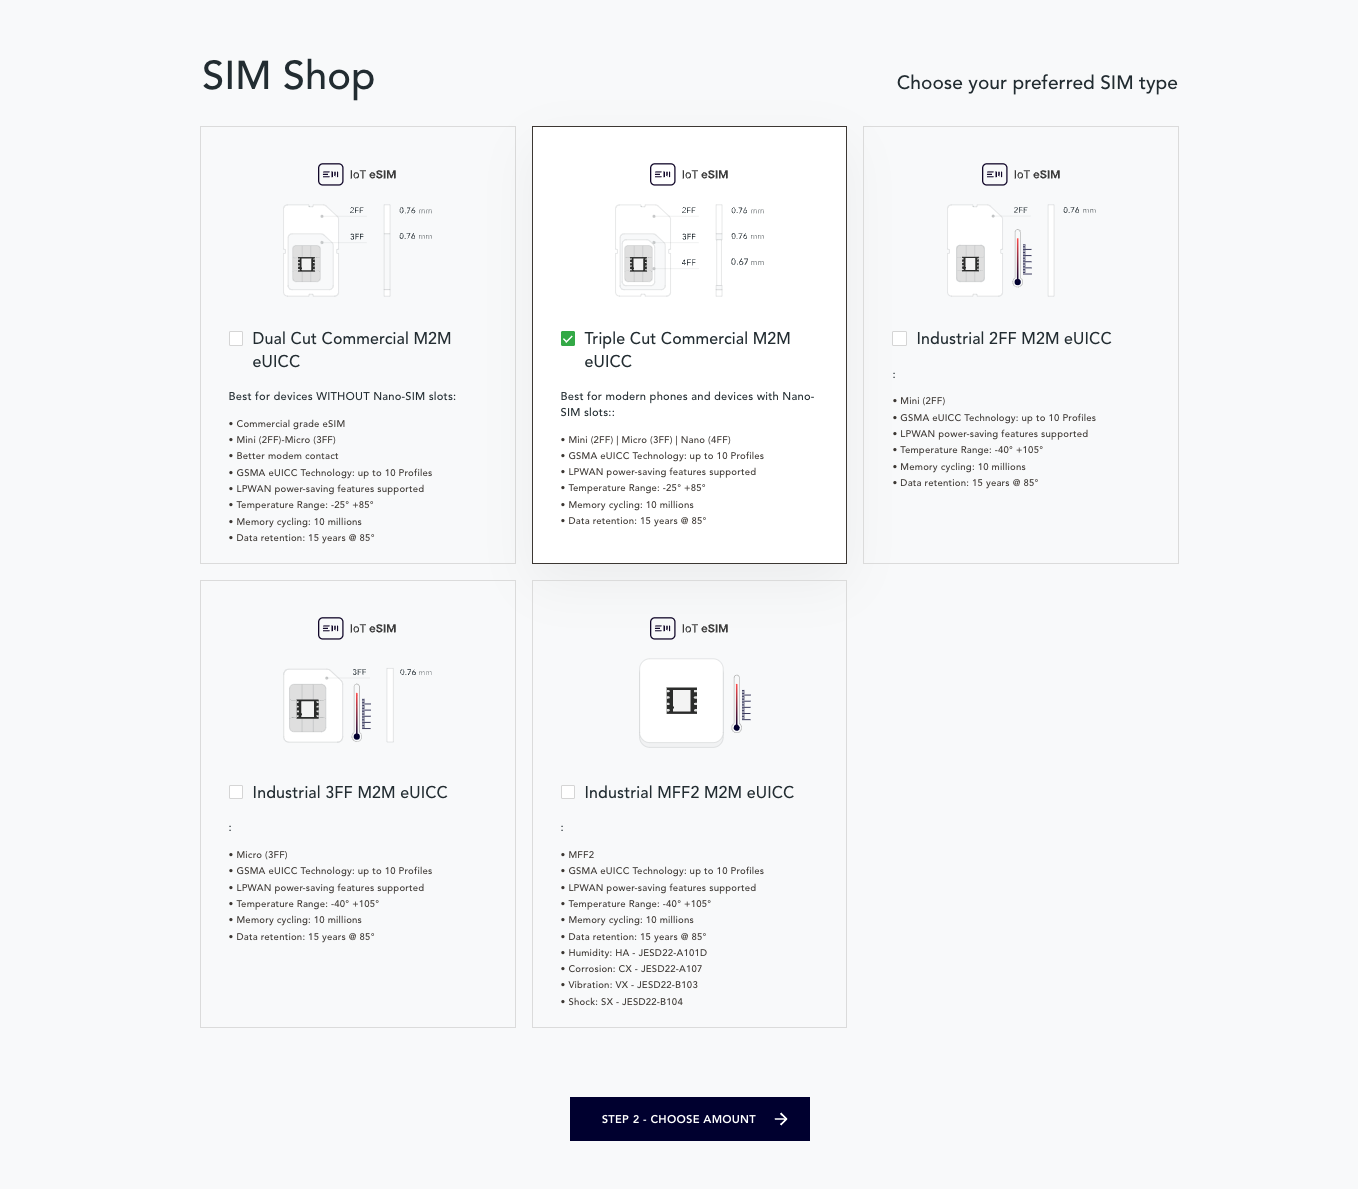 SIM Shop
Choose your preferred SIM type
IoT eSIM
2FF
0.76 mm
3FF
0.76 mm
Dual Cut Commercial M2M
eUICC
Best for devices WITHOUT Nano-SIM slots:
• Commercial grade eSIM
• Mini (2FF)-Micro (3FF)
• Better modem contact
• GSMA eUICC Technology: up to 10 Profiles
• LPWAN power-saving features supported
• Temperature Range: -25° +85°
• Memory cycling: 10 millions
• Data retention: 15 years @ 85°
IoT eSIM
2FF
0.76 mm
3FF
0.76 mm
4FF
0.67 mm
Triple Cut Commercial M2M
eUICC
Best for modern phones and devices with Nano-
SIM slots::
• Mini (2FF) | Micro (3FF) | Nano (4FF)
• GSMA eUICC Technology: up to 10 Profiles
• LPWAN power-saving features supported
• Temperature Range: -25° +85°
• Memory cycling: 10 millions
• Data retention: 15 years @ 85°
IoT eSIM
2FF
0.76 mm
Industrial 2FF M2M eUICC
:
• Mini (2FF)
• GSMA eUICC Technology: up to 10 Profiles
• LPWAN power-saving features supported
• Temperature Range: -40° +105°
• Memory cycling: 10 millions
• Data retention: 15 years @ 85°
IoT eSIM
3FF
0.76 mm
Industrial 3FF M2M eUICC
:
• Micro (3FF)
• GSMA eUICC Technology: up to 10 Profiles
• LPWAN power-saving features supported
• Temperature Range: -40° +105°
• Memory cycling: 10 millions
• Data retention: 15 years @ 85°
IoT eSIM
Industrial MFF2 M2M eUICC
:
• MFF2
• GSMA eUICC Technology: up to 10 Profiles
• LPWAN power-saving features supported
• Temperature Range: -40° +105°
• Memory cycling: 10 millions
• Data retention: 15 years @ 85°
• Humidity: HA - JESD22-A101D
• Corrosion: CX - JESD22-A107
• Vibration: VX - JESD22-B103
• Shock: SX - JESD22-B104
STEP 2 - CHOOSE AMOUNT